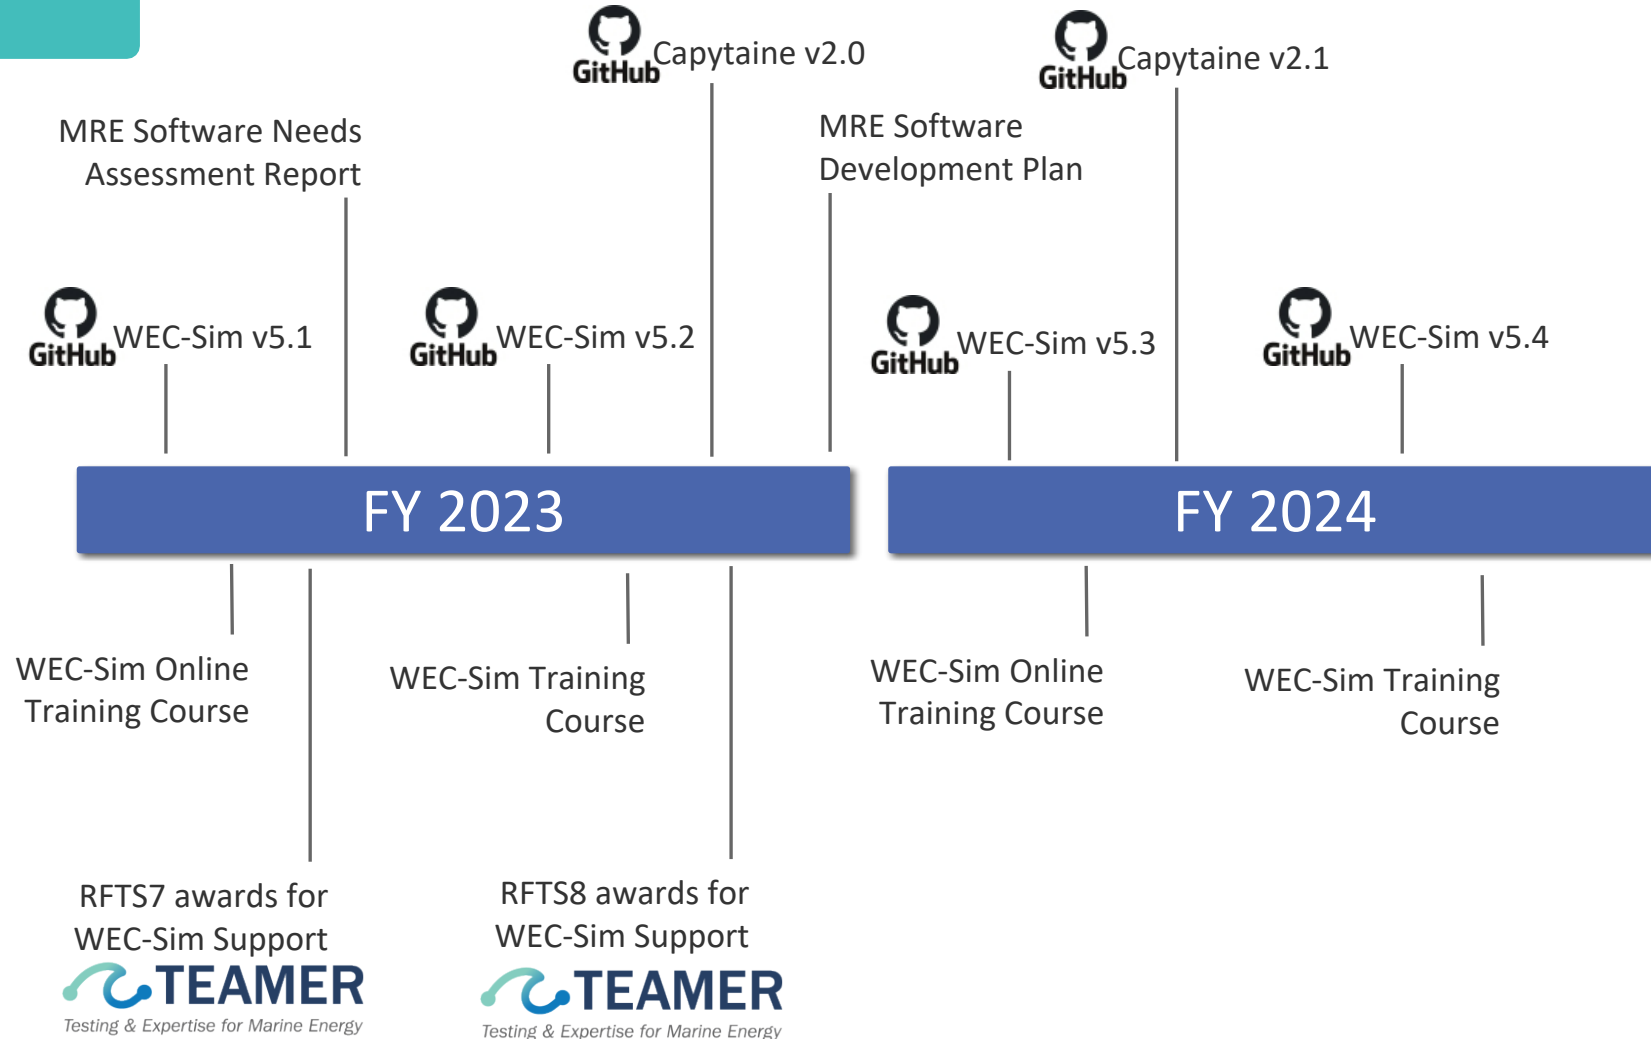 GitHub
Capytaine v2.0
GitHub
Capytaine v2.1
MRE Software Needs
Assessment Report
MRE Software
Development Plan
GitHub
WEC-Sim v5.1
GitHub
WEC-Sim v5.2
GitHub
WEC-Sim v5.3
GitHub
WEC-Sim v5.4
FY 2023
FY 2024
WEC-Sim Online
Training Course
WEC-Sim Training
Course
WEC-Sim Online
Training Course
WEC-Sim Training
Course
RFTS7 awards for
WEC-Sim Support
TEAMER
Testing & Expertise for Marine Energy
RFTS8 awards for
WEC-Sim Support
TEAMER
Testing & Expertise for Marine Energy